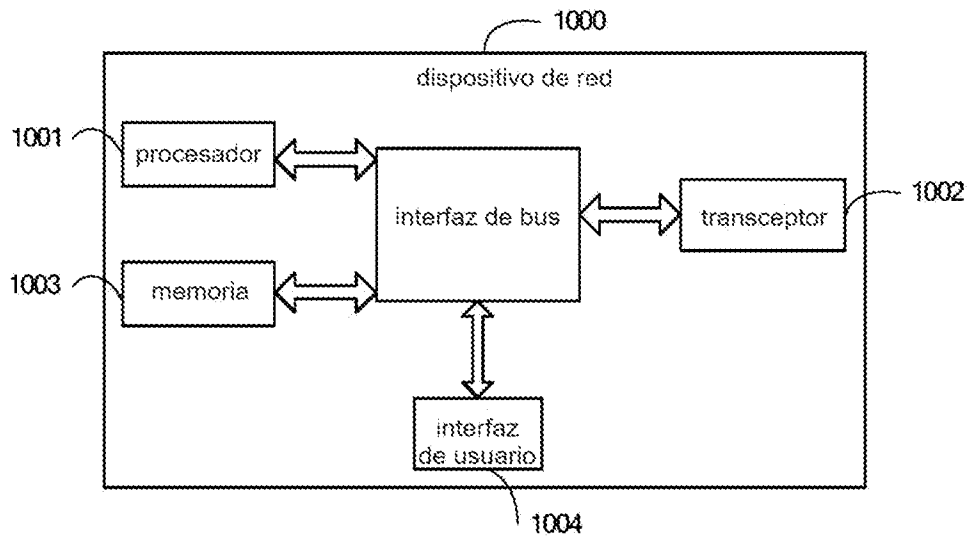 1000
dispositivo de red
1001
procesador
interfaz de bus
1002
transceptor
1003
memoria
interfaz
de usuario
1004